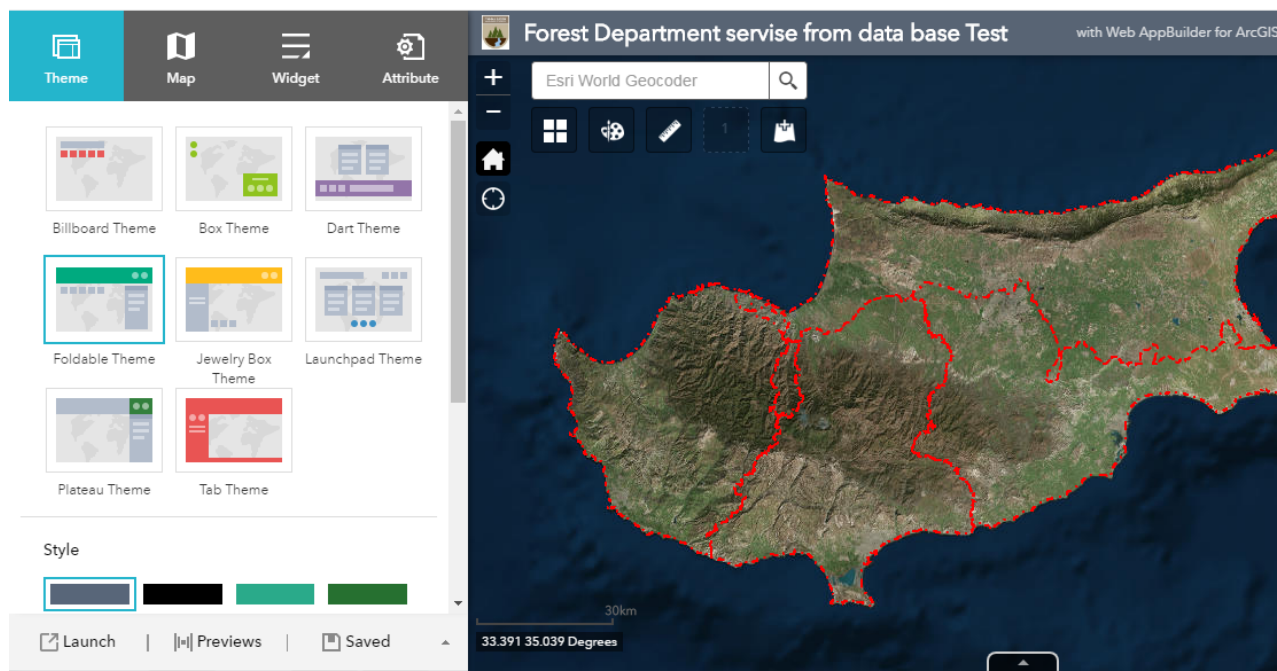 Theme
Map
Widget
Attribute
Billboard Theme
Box Theme
Dart Theme
Foldable Theme
Jewelry Box
Theme
Launchpad Theme
Plateau Theme
Tab Theme
Style
Launch
Previews
Saved
Forest Department servise from data base Test
with Web AppBuilder for ArcGIS
+
−
Esri World Geocoder
1
30km
33.391 35.039 Degrees